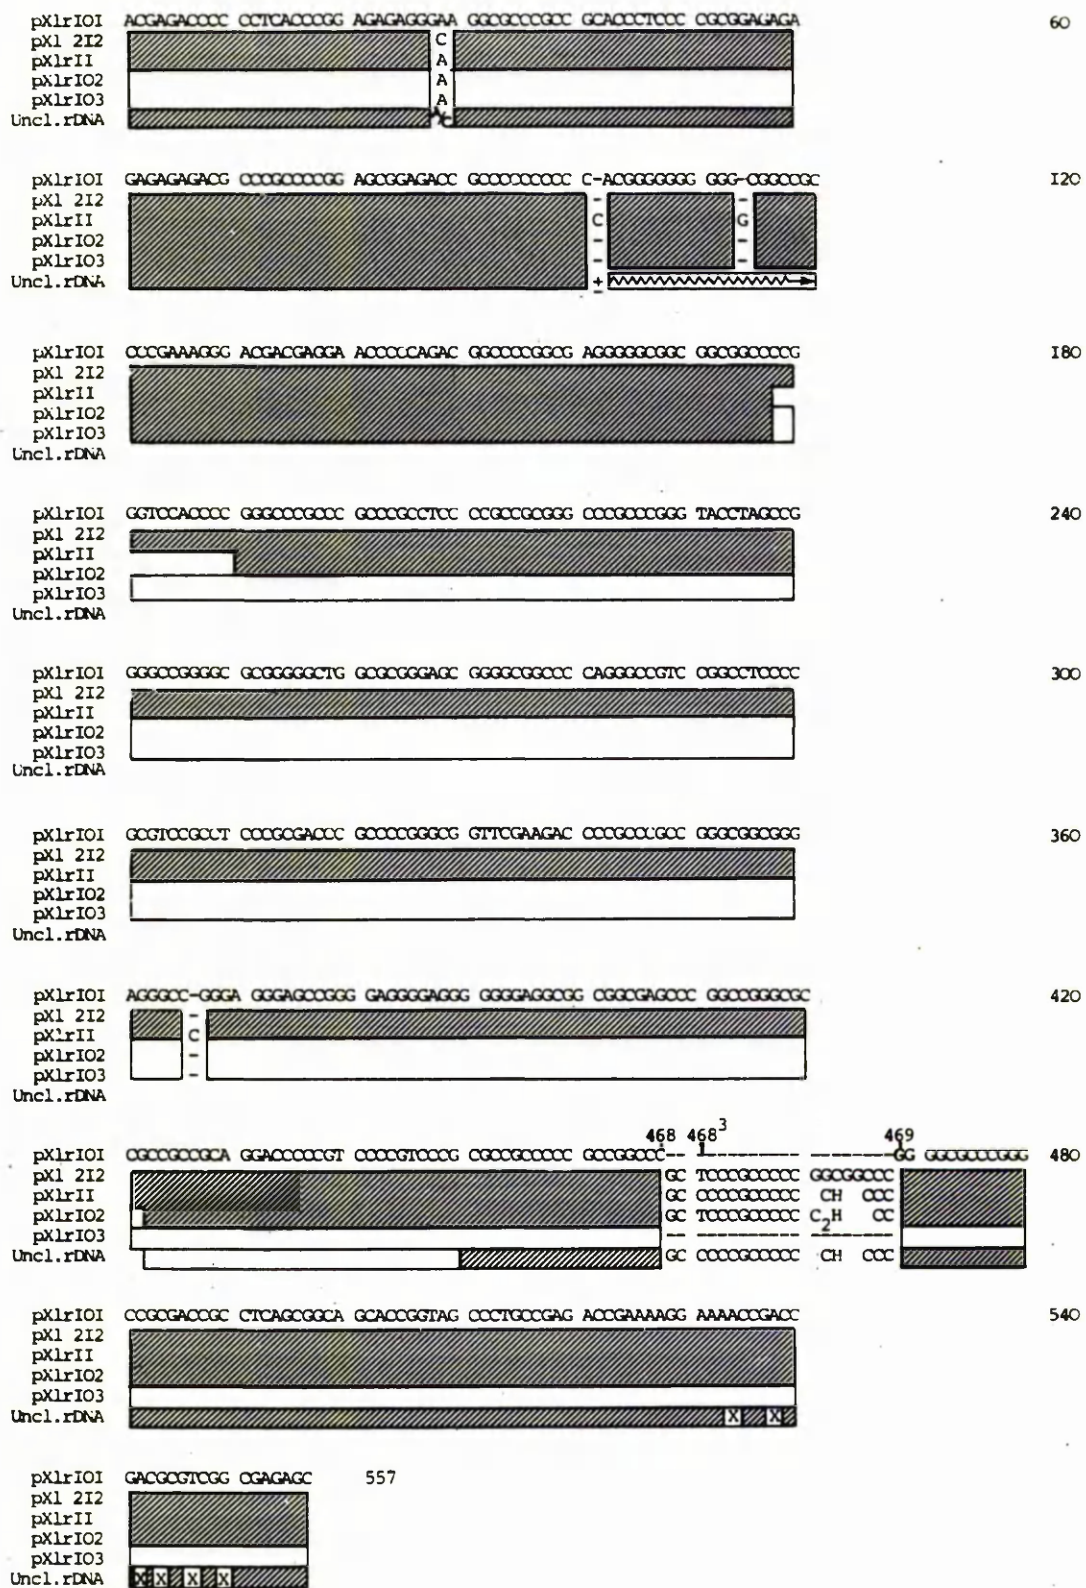 pXlrIOI ACGAGACCCC CCTCACCCGG AGAGAGGGAA GGCGCCCGCC GCACCCTCCC CGCGGAGAGA 60
pXl 2I2 C
pXlrII A
pXlrIO2 A
pXlrIO3 A
Uncl.rDNA
pXlrIOI GAGAGAGACG CCCGCCCCGG AGCGGAGACC GCCCCCCCCCC C-ACGGGGGGG GGG-CGGCCGC 120
pXl 2I2 - -
pXlrII C G
pXlrIO2 - -
pXlrIO3 - -
Uncl.rDNA +
pXlrIOI CCCGAAAGGG ACGACGAGGA ACCCCCAGAC GGCCCCGGCG AGGGGGCGGC GGCGGCCCCG 180
pXl 2I2
pXlrII
pXlrIO2
pXlrIO3
Uncl.rDNA
pXlrIOI GGTCCACCCC GGGCCCGCCC GCCCGCCTCC CCGCCGCGGG CCCGCCCGGG TACCTAGCCG 240
pXl 2I2
pXlrII
pXlrIO2
pXlrIO3
Uncl.rDNA
pXlrIOI GGGCCGGGGC GCGGGGGCTG GCGCGGGAGC GGGGCGGCCC CAGGGCCGTC CGGCCTCCCC 300
pXl 2I2
pXlrII
pXlrIO2
pXlrIO3
Uncl.rDNA
pXlrIOI GCGTCCGCCT CCCGCGACCC GCCCCGGGCG GTTCGAAGAC CCCGCCCGCC GGGCGGCGGG 360
pXl 2I2
pXlrII
pXlrIO2
pXlrIO3
Uncl.rDNA
pXlrIOI AGGGCC-GGGA GGGAGCCGGG GAGGGGAGGG GGGGAGGCGG CGGCGAGCCC GGCCGGGCGC 420
pXl 2I2 -
pXlrII C
pXlrIO2 -
pXlrIO3 -
Uncl.rDNA
468 468³ 469
pXlrIOI CGCCGCCGCA GGACCCCCGT CCCCCGTCCCG CGCCGCCCCC GCCGGCCC-- ----------- --------GG GGCGCCCGGG 480
pXl 2I2 GC TCCCGCCCCC GGCGGCCC
pXlrII GC CCCCGCCCCC CH CCC
pXlrIO2 GC TCCCGCCCCC C₂H CC
pXlrIO3 -- ----------- --------
Uncl.rDNA GC CCCCGCCCCC CH CCC
pXlrIOI CCGCGACCGC CTCAGCGGCA GCACCGGTAG CCCTGCCGAG ACCGAAAAGG AAAACCGACC 540
pXl 2I2
pXlrII
pXlrIO2
pXlrIO3
Uncl.rDNA X X
pXlrIOI GACGCGTCGG CGAGAGC 557
pXl 2I2
pXlrII
pXlrIO2
pXlrIO3
Uncl.rDNA X X X X